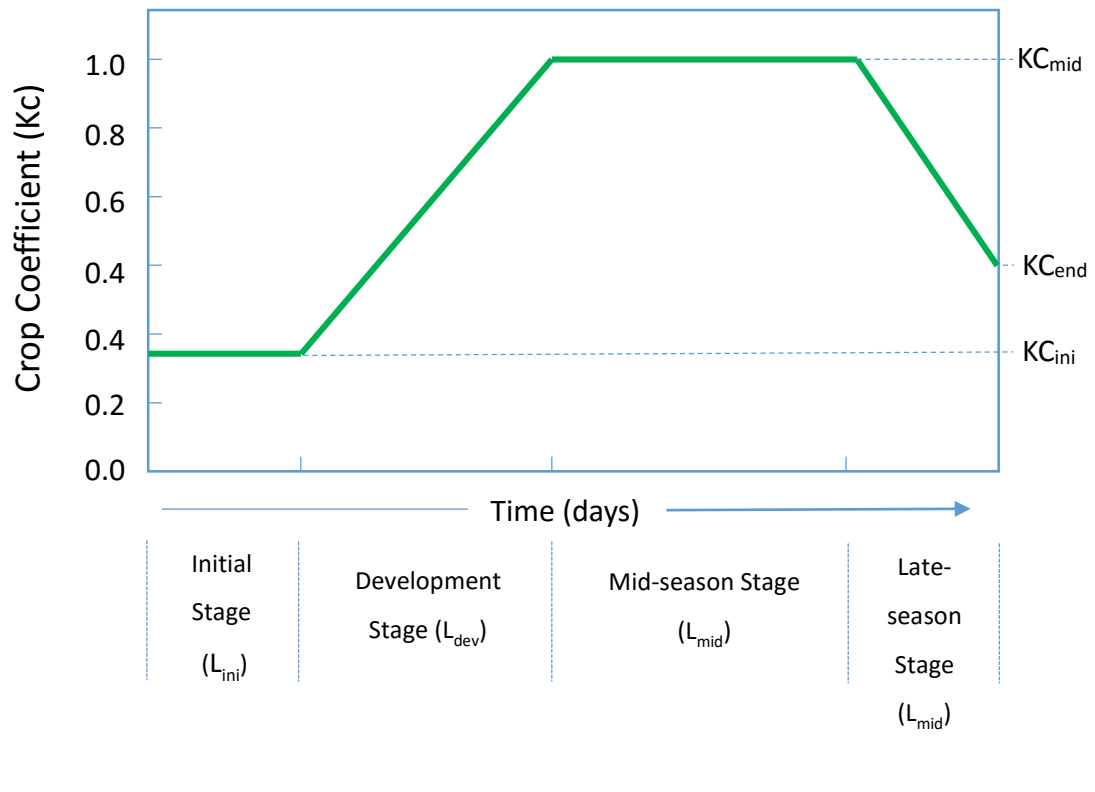 Crop Coefficient (Kc)
1.0
0.8
0.6
0.4
0.4
0.2
0.0
KCmid
KCend
KCini
Time (days)
Initial
Stage
(Lini)
Development
Stage (Ldev)
Mid-season Stage
(Lmid)
Late-
season
Stage
(Lmid)